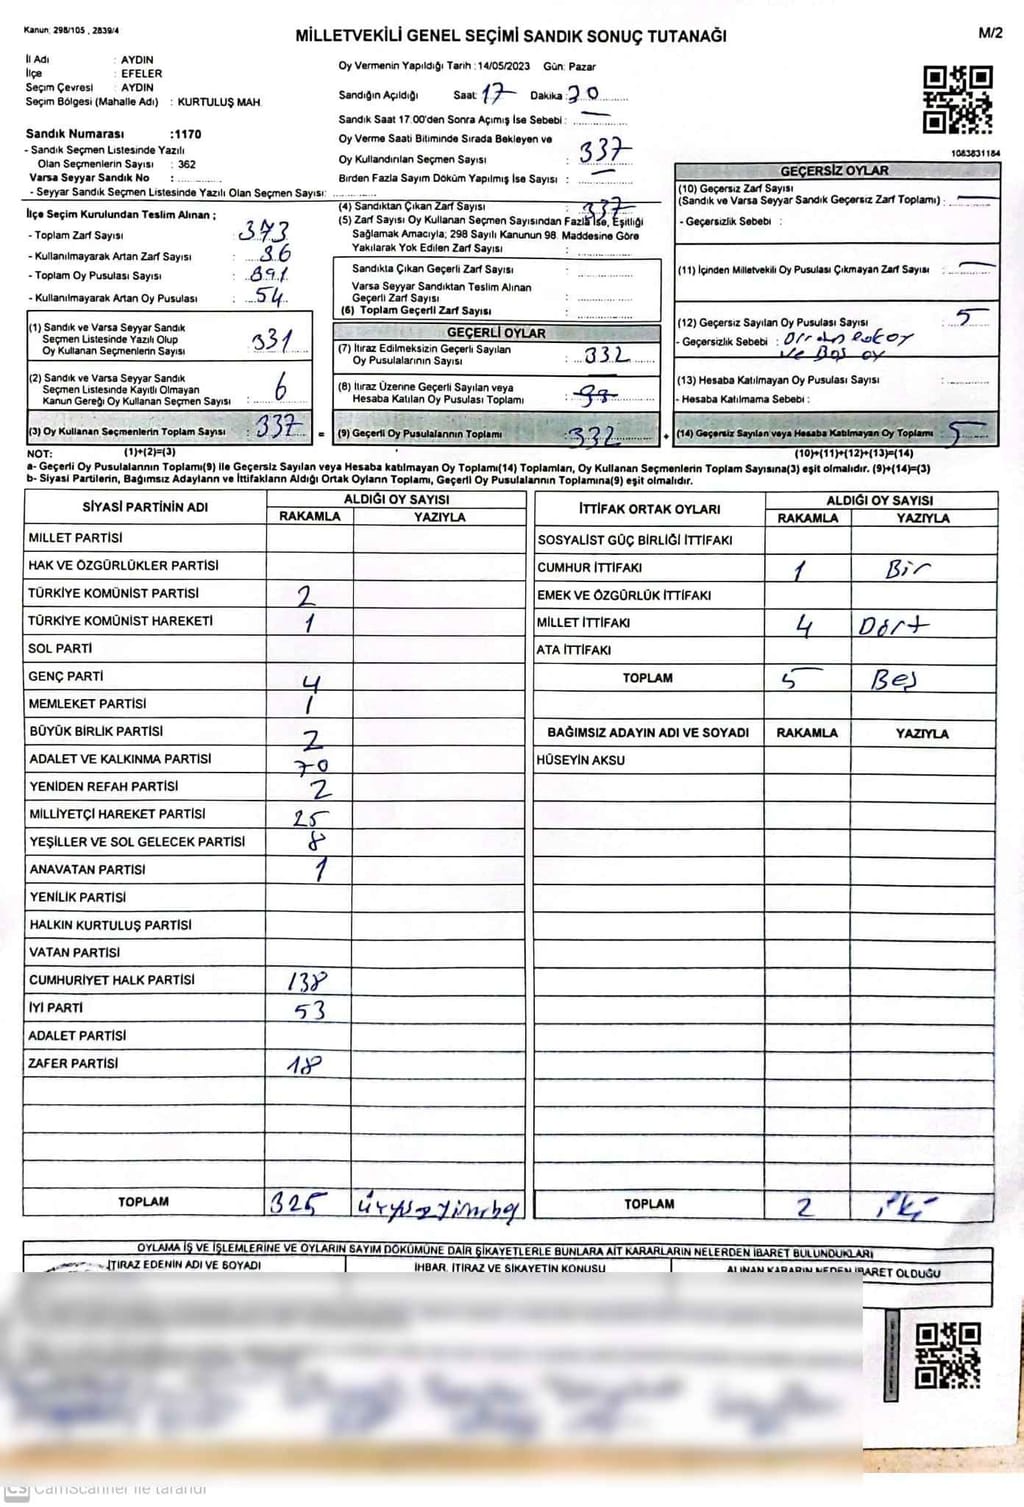 Kanun, 298/105 , 2839/4
MİLLETVEKİLİ GENEL SEÇİMİ SANDIK SONUÇ TUTANAĞI
M/2
İl Adı : AYDIN
İlçe : EFELER
Seçim Çevresi : AYDIN
Seçim Bölgesi (Mahalle Adı) : KURTULUŞ MAH.
Sandık Numarası :1170
- Sandık Seçmen Listesinde Yazılı
Olan Seçmenlerin Sayısı : 362
Varsa Seyyar Sandık No :
- Seyyar Sandık Seçmen Listesinde Yazılı Olan Seçmen Sayısı:
Oy Vermenin Yapıldığı Tarih : 14/05/2023 Gün: Pazar
Sandığın Açıldığı Saat: 17 Dakika: 30
Sandık Saat 17.00'den Sonra Açımış İse Sebebi : —
Oy Verme Saati Bitiminde Sırada Bekleyen ve
Oy Kullandırılan Seçmen Sayısı : 337
Birden Fazla Sayım Döküm Yapılmış İse Sayısı : —
1083831184
İlçe Seçim Kurulundan Teslim Alınan ;
- Toplam Zarf Sayısı : 373
- Kullanılmayarak Artan Zarf Sayısı : 36
- Toplam Oy Pusulası Sayısı : 391
- Kullanılmayarak Artan Oy Pusulası : 54
(1) Sandık ve Varsa Seyyar Sandık
Seçmen Listesinde Yazılı Olup
Oy Kullanan Seçmenlerin Sayısı : 331
(2) Sandık ve Varsa Seyyar Sandık
Seçmen Listesinde Kayıtlı Olmayan
Kanun Gereği Oy Kullanan Seçmen Sayısı : 6
(3) Oy Kullanan Seçmenlerin Toplam Sayısı : 337 =
(4) Sandıktan Çıkan Zarf Sayısı : 337
(5) Zarf Sayısı Oy Kullanan Seçmen Sayısından Fazla İse, Eşitliği
Sağlamak Amacıyla; 298 Sayılı Kanunun 98. Maddesine Göre
Yakılarak Yok Edilen Zarf Sayısı :
Sandıkta Çıkan Geçerli Zarf Sayısı :
Varsa Seyyar Sandıktan Teslim Alınan
Geçerli Zarf Sayısı :
(6) Toplam Geçerli Zarf Sayısı :
GEÇERLİ OYLAR
(7) İtiraz Edilmeksizin Geçerli Sayılan
Oy Pusulalarının Sayısı : 332
(8) İtiraz Üzerine Geçerli Sayılan veya
Hesaba Katılan Oy Pusulası Toplamı :
(9) Geçerli Oy Pusulalarının Toplamı : 332 +
GEÇERSİZ OYLAR
(10) Geçersiz Zarf Sayısı
(Sandık ve Varsa Seyyar Sandık Geçersiz Zarf Toplamı) : —
- Geçersizlik Sebebi :
(11) İçinden Milletvekili Oy Pusulası Çıkmayan Zarf Sayısı : —
(12) Geçersiz Sayılan Oy Pusulası Sayısı : 5
- Geçersizlik Sebebi :
ve Boş oy
(13) Hesaba Katılmayan Oy Pusulası Sayısı :
- Hesaba Katılmama Sebebi :
(14) Geçersiz Sayılan veya Hesaba Katılmayan Oy Toplamı : 5
NOT: (1)+(2)=(3) (10)+(11)+(12)+(13)=(14)
a- Geçerli Oy Pusulalarının Toplamı(9) ile Geçersiz Sayılan veya Hesaba katılmayan Oy Toplamı(14) Toplamları, Oy Kullanan Seçmenlerin Toplam Sayısına(3) eşit olmalıdır. (9)+(14)=(3)
b- Siyasi Partilerin, Bağımsız Adayların ve İttifakların Aldığı Ortak Oyların Toplamı, Geçerli Oy Pusulalarının Toplamına(9) eşit olmalıdır.
SİYASİ PARTİNİN ADI ALDIĞI OY SAYISI
RAKAMLA YAZIYLA
MİLLET PARTİSİ
HAK VE ÖZGÜRLÜKLER PARTİSİ
TÜRKİYE KOMÜNİST PARTİSİ 2
TÜRKİYE KOMÜNİST HAREKETİ 1
SOL PARTİ
GENÇ PARTİ 4
MEMLEKET PARTİSİ 1
BÜYÜK BİRLİK PARTİSİ 2
ADALET VE KALKINMA PARTİSİ 70
YENİDEN REFAH PARTİSİ 2
MİLLİYETÇİ HAREKET PARTİSİ 25
YEŞİLLER VE SOL GELECEK PARTİSİ 8
ANAVATAN PARTİSİ 1
YENİLİK PARTİSİ
HALKIN KURTULUŞ PARTİSİ
VATAN PARTİSİ
CUMHURİYET HALK PARTİSİ 138
İYİ PARTİ 53
ADALET PARTİSİ
ZAFER PARTİSİ 18
TOPLAM 325
İTTİFAK ORTAK OYLARI ALDIĞI OY SAYISI
RAKAMLA YAZIYLA
SOSYALİST GÜÇ BİRLİĞİ İTTİFAKI
CUMHUR İTTİFAKI 1 Bir
EMEK VE ÖZGÜRLÜK İTTİFAKI
MİLLET İTTİFAKI 4 Dört
ATA İTTİFAKI
TOPLAM 5 Beş
BAĞIMSIZ ADAYIN ADI VE SOYADI RAKAMLA YAZIYLA
HÜSEYİN AKSU
TOPLAM 2 iki
OYLAMA İŞ VE İŞLEMLERİNE VE OYLARIN SAYIM DÖKÜMÜNE DAİR ŞİKAYETLERLE BUNLARA AİT KARARLARIN NELERDEN İBARET BULUNDUKLARI
İTİRAZ EDENİN ADI VE SOYADI İHBAR, İTİRAZ VE ŞİKAYETİN KONUSU ALINAN KARARIN NEDEN İBARET OLDUĞU
CS CamScanner ile tarandı